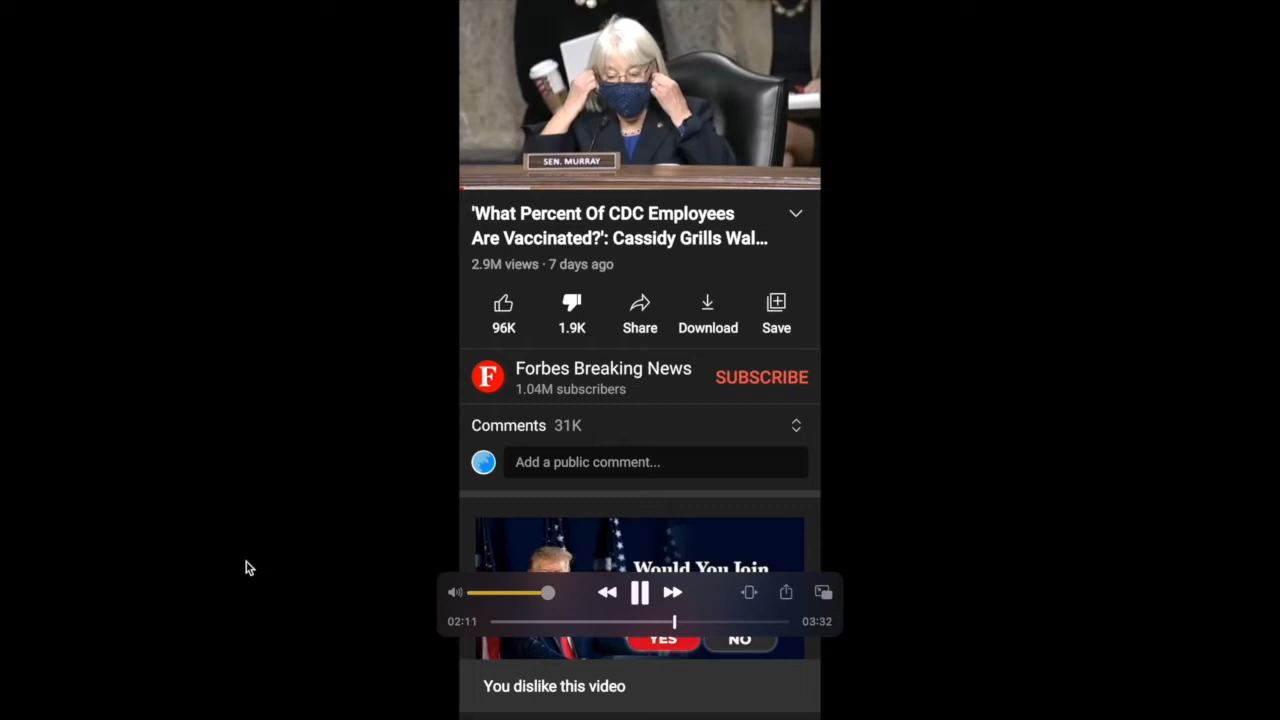 SEN. MURRAY
'What Percent Of CDC Employees
Are Vaccinated?': Cassidy Grills Wal...
2.9M views · 7 days ago
96K
1.9K
Share
Download
Save
F
Forbes Breaking News
1.04M subscribers
SUBSCRIBE
Comments 31K
Add a public comment...
Would You Join
02:11
03:32
YES
NO
You dislike this video